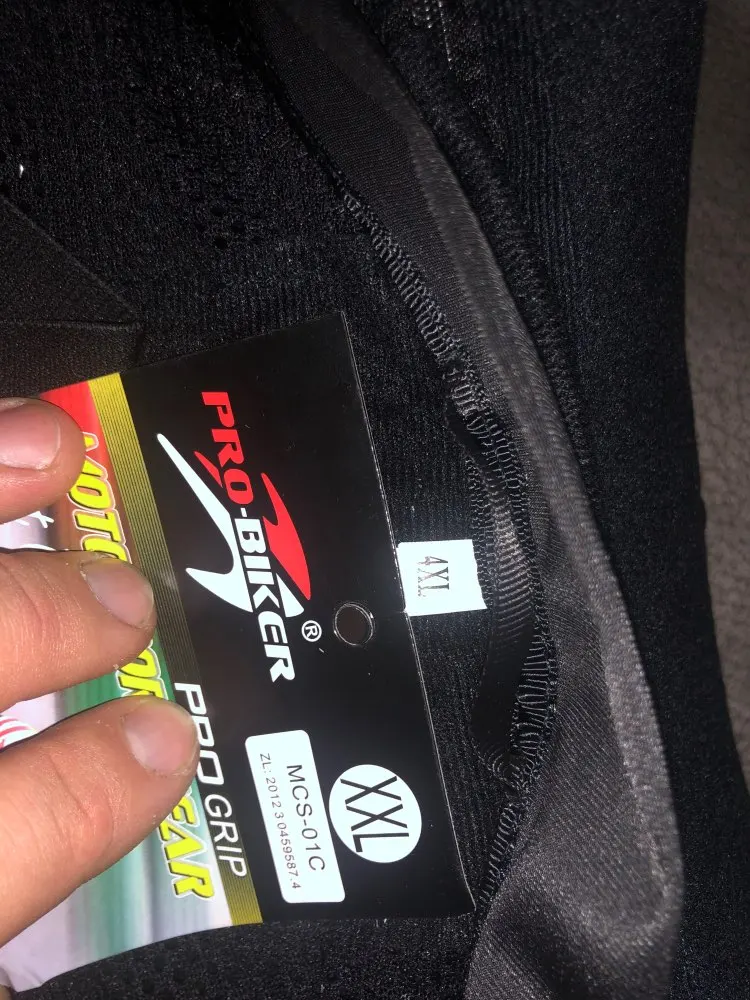 PRO-BIKER®
PRO GRIP
XXL
MCS-01C
ZL: 2012 3 0459587.4
4XL